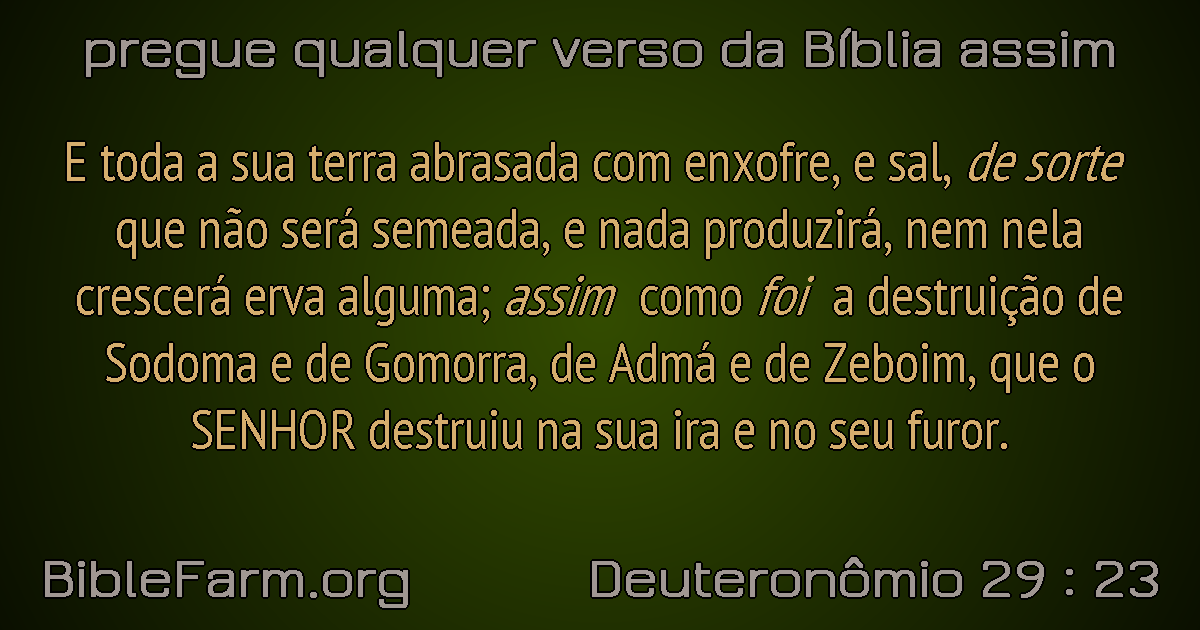 pregue qualquer verso da Bíblia assim
E toda a sua terra abrasada com enxofre, e sal, de sorte
que não será semeada, e nada produzirá, nem nela
crescerá erva alguma; assim como foi a destruição de
Sodoma e de Gomorra, de Admá e de Zeboim, que o
SENHOR destruiu na sua ira e no seu furor.
BibleFarm.org
Deuteronômio 29 : 23